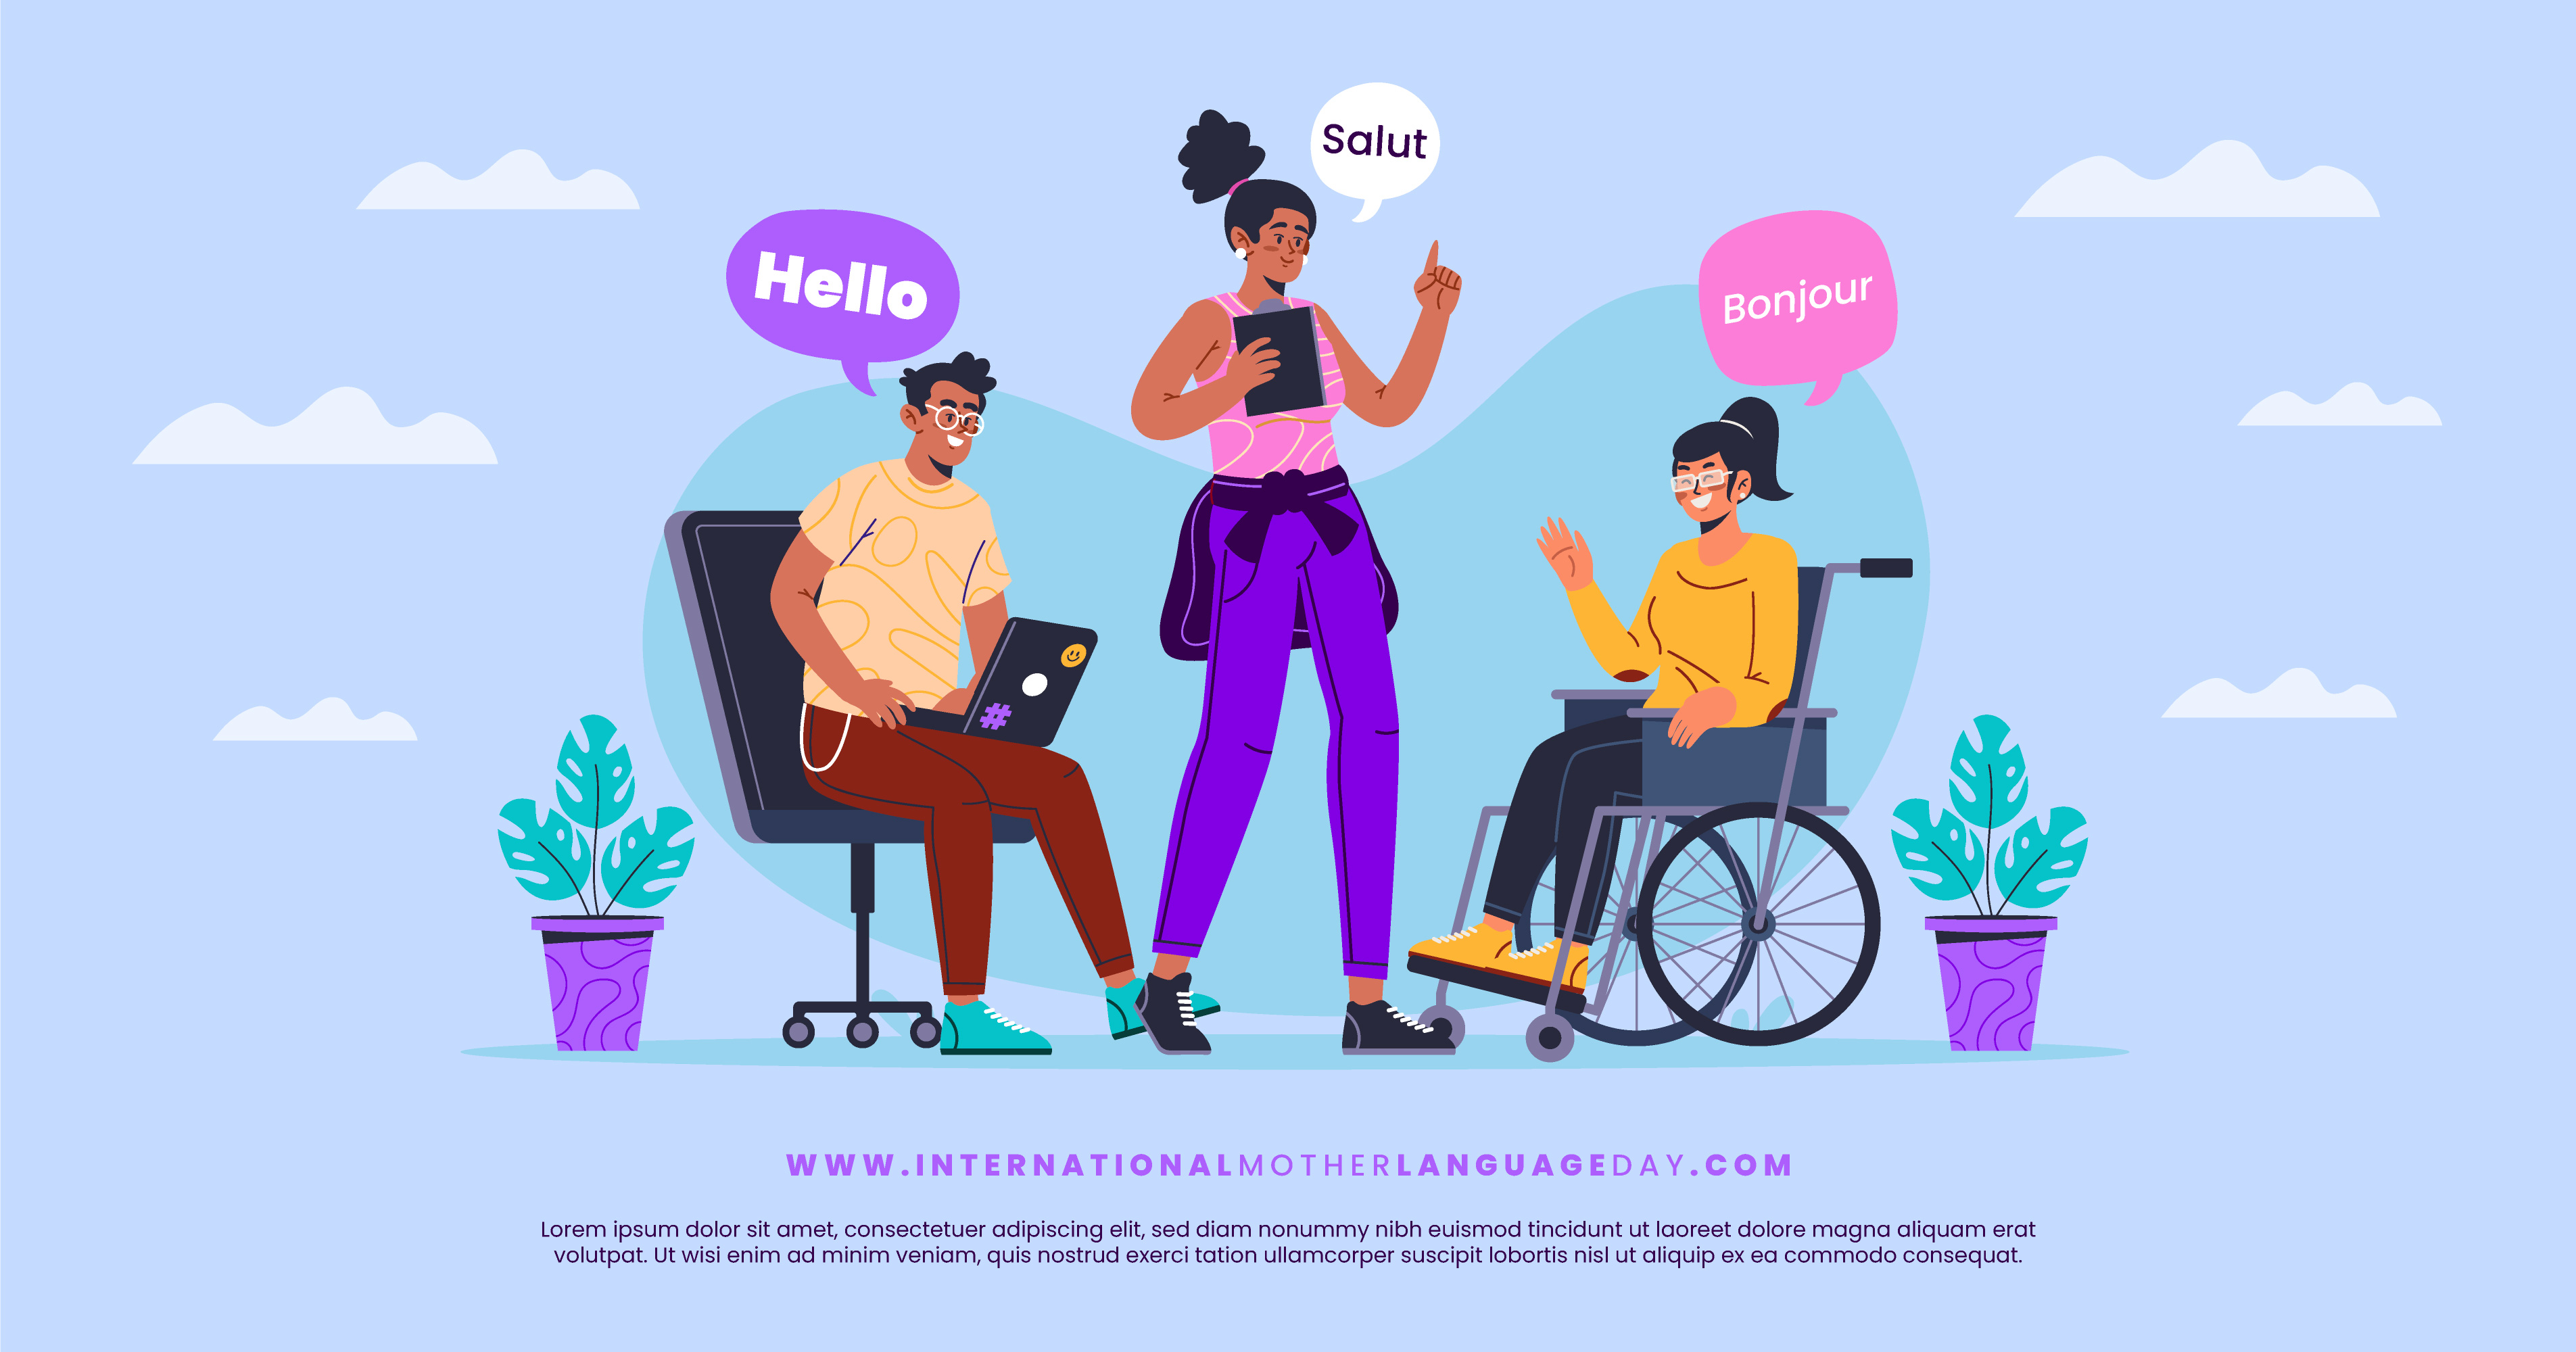 Salut
Hello
Bonjour
#
WWW.INTERNATIONALMOTHERLANGUAGEDAY.COM
Lorem ipsum dolor sit amet, consectetuer adipiscing elit, sed diam nonummy nibh euismod tincidunt ut laoreet dolore magna aliquam erat
volutpat. Ut wisi enim ad minim veniam, quis nostrud exerci tation ullamcorper suscipit lobortis nisl ut aliquip ex ea commodo consequat.